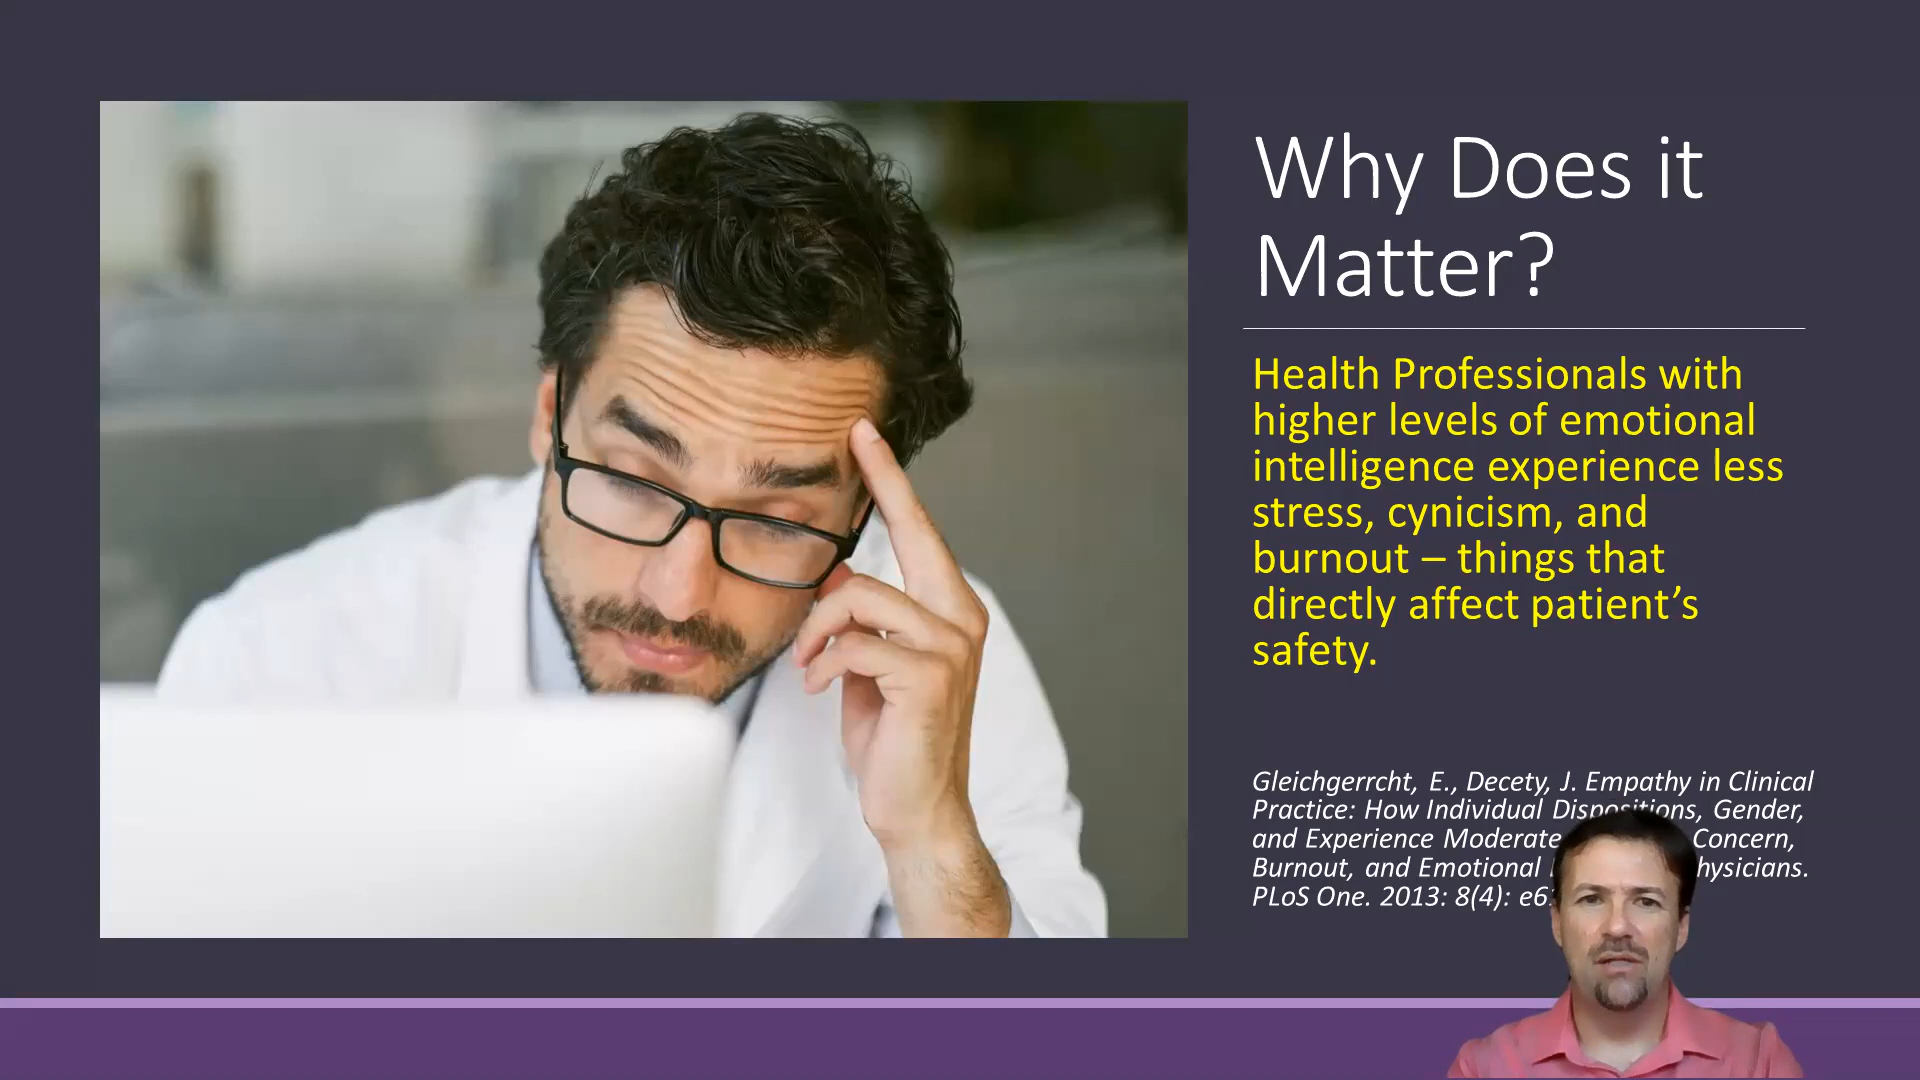 Why Does it
Matter?
Health Professionals with
higher levels of emotional
intelligence experience less
stress, cynicism, and
burnout – things that
directly affect patient’s
safety.
Gleichgerrcht, E., Decety, J. Empathy in Clinical
Practice: How Individual Dispositions, Gender,
and Experience Moderate Concern,
Burnout, and Emotional
PLoS One. 2013: 8(4):